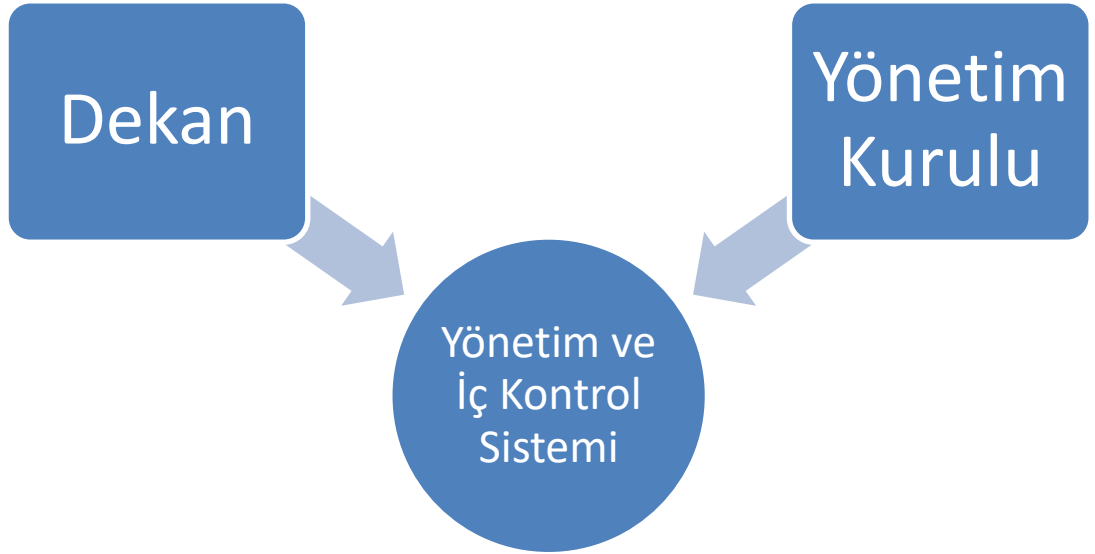 Dekan
Yönetim
Kurulu
Yönetim ve
İç Kontrol
Sistemi